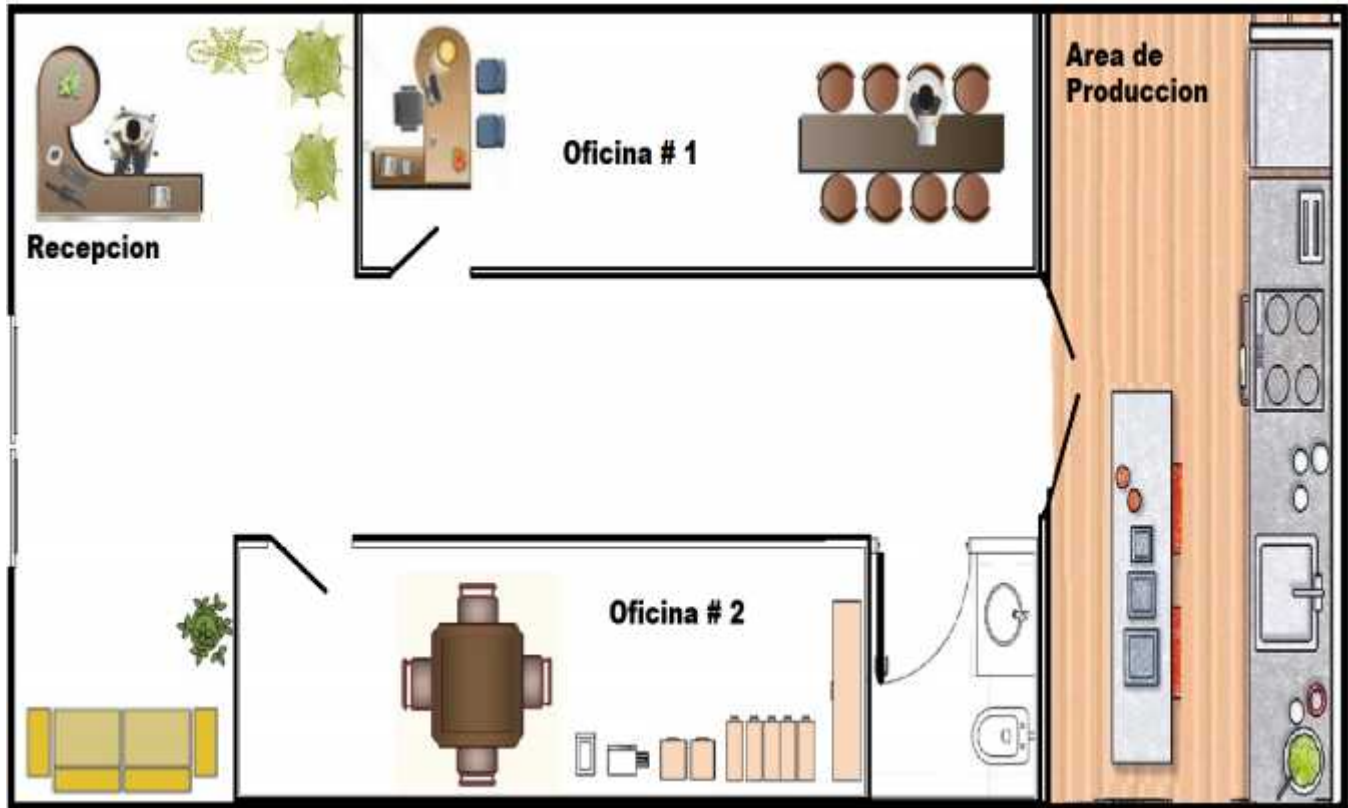 Recepcion
Oficina # 1
Area de
Produccion
Oficina # 2